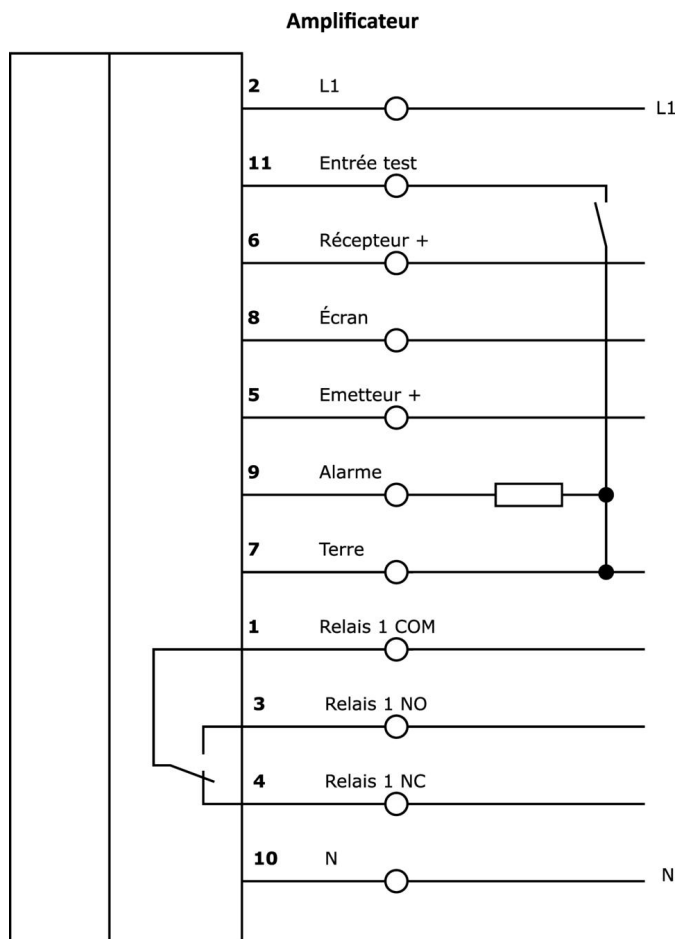 Amplificateur
2 L1
L1
11 Entrée test
6 Récepteur +
8 Écran
5 Emetteur +
9 Alarme
7 Terre
1 Relais 1 COM
3 Relais 1 NO
4 Relais 1 NC
10 N
N